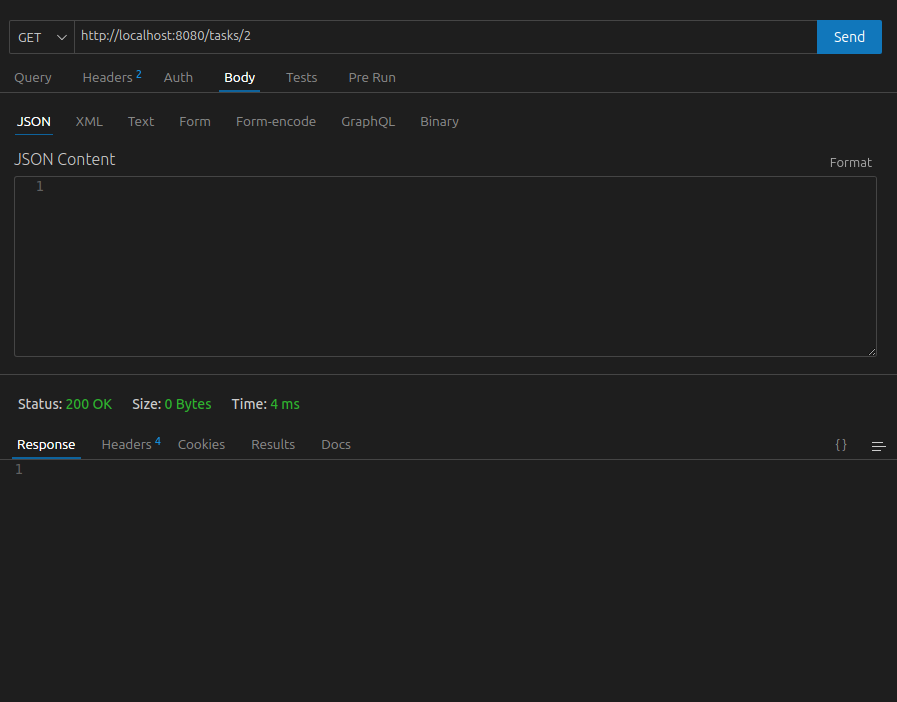 GET http://localhost:8080/tasks/2 Send
Query Headers 2 Auth Body Tests Pre Run
JSON XML Text Form Form-encode GraphQL Binary
JSON Content Format
1
Status: 200 OK Size: 0 Bytes Time: 4 ms
Response Headers 4 Cookies Results Docs {}
1